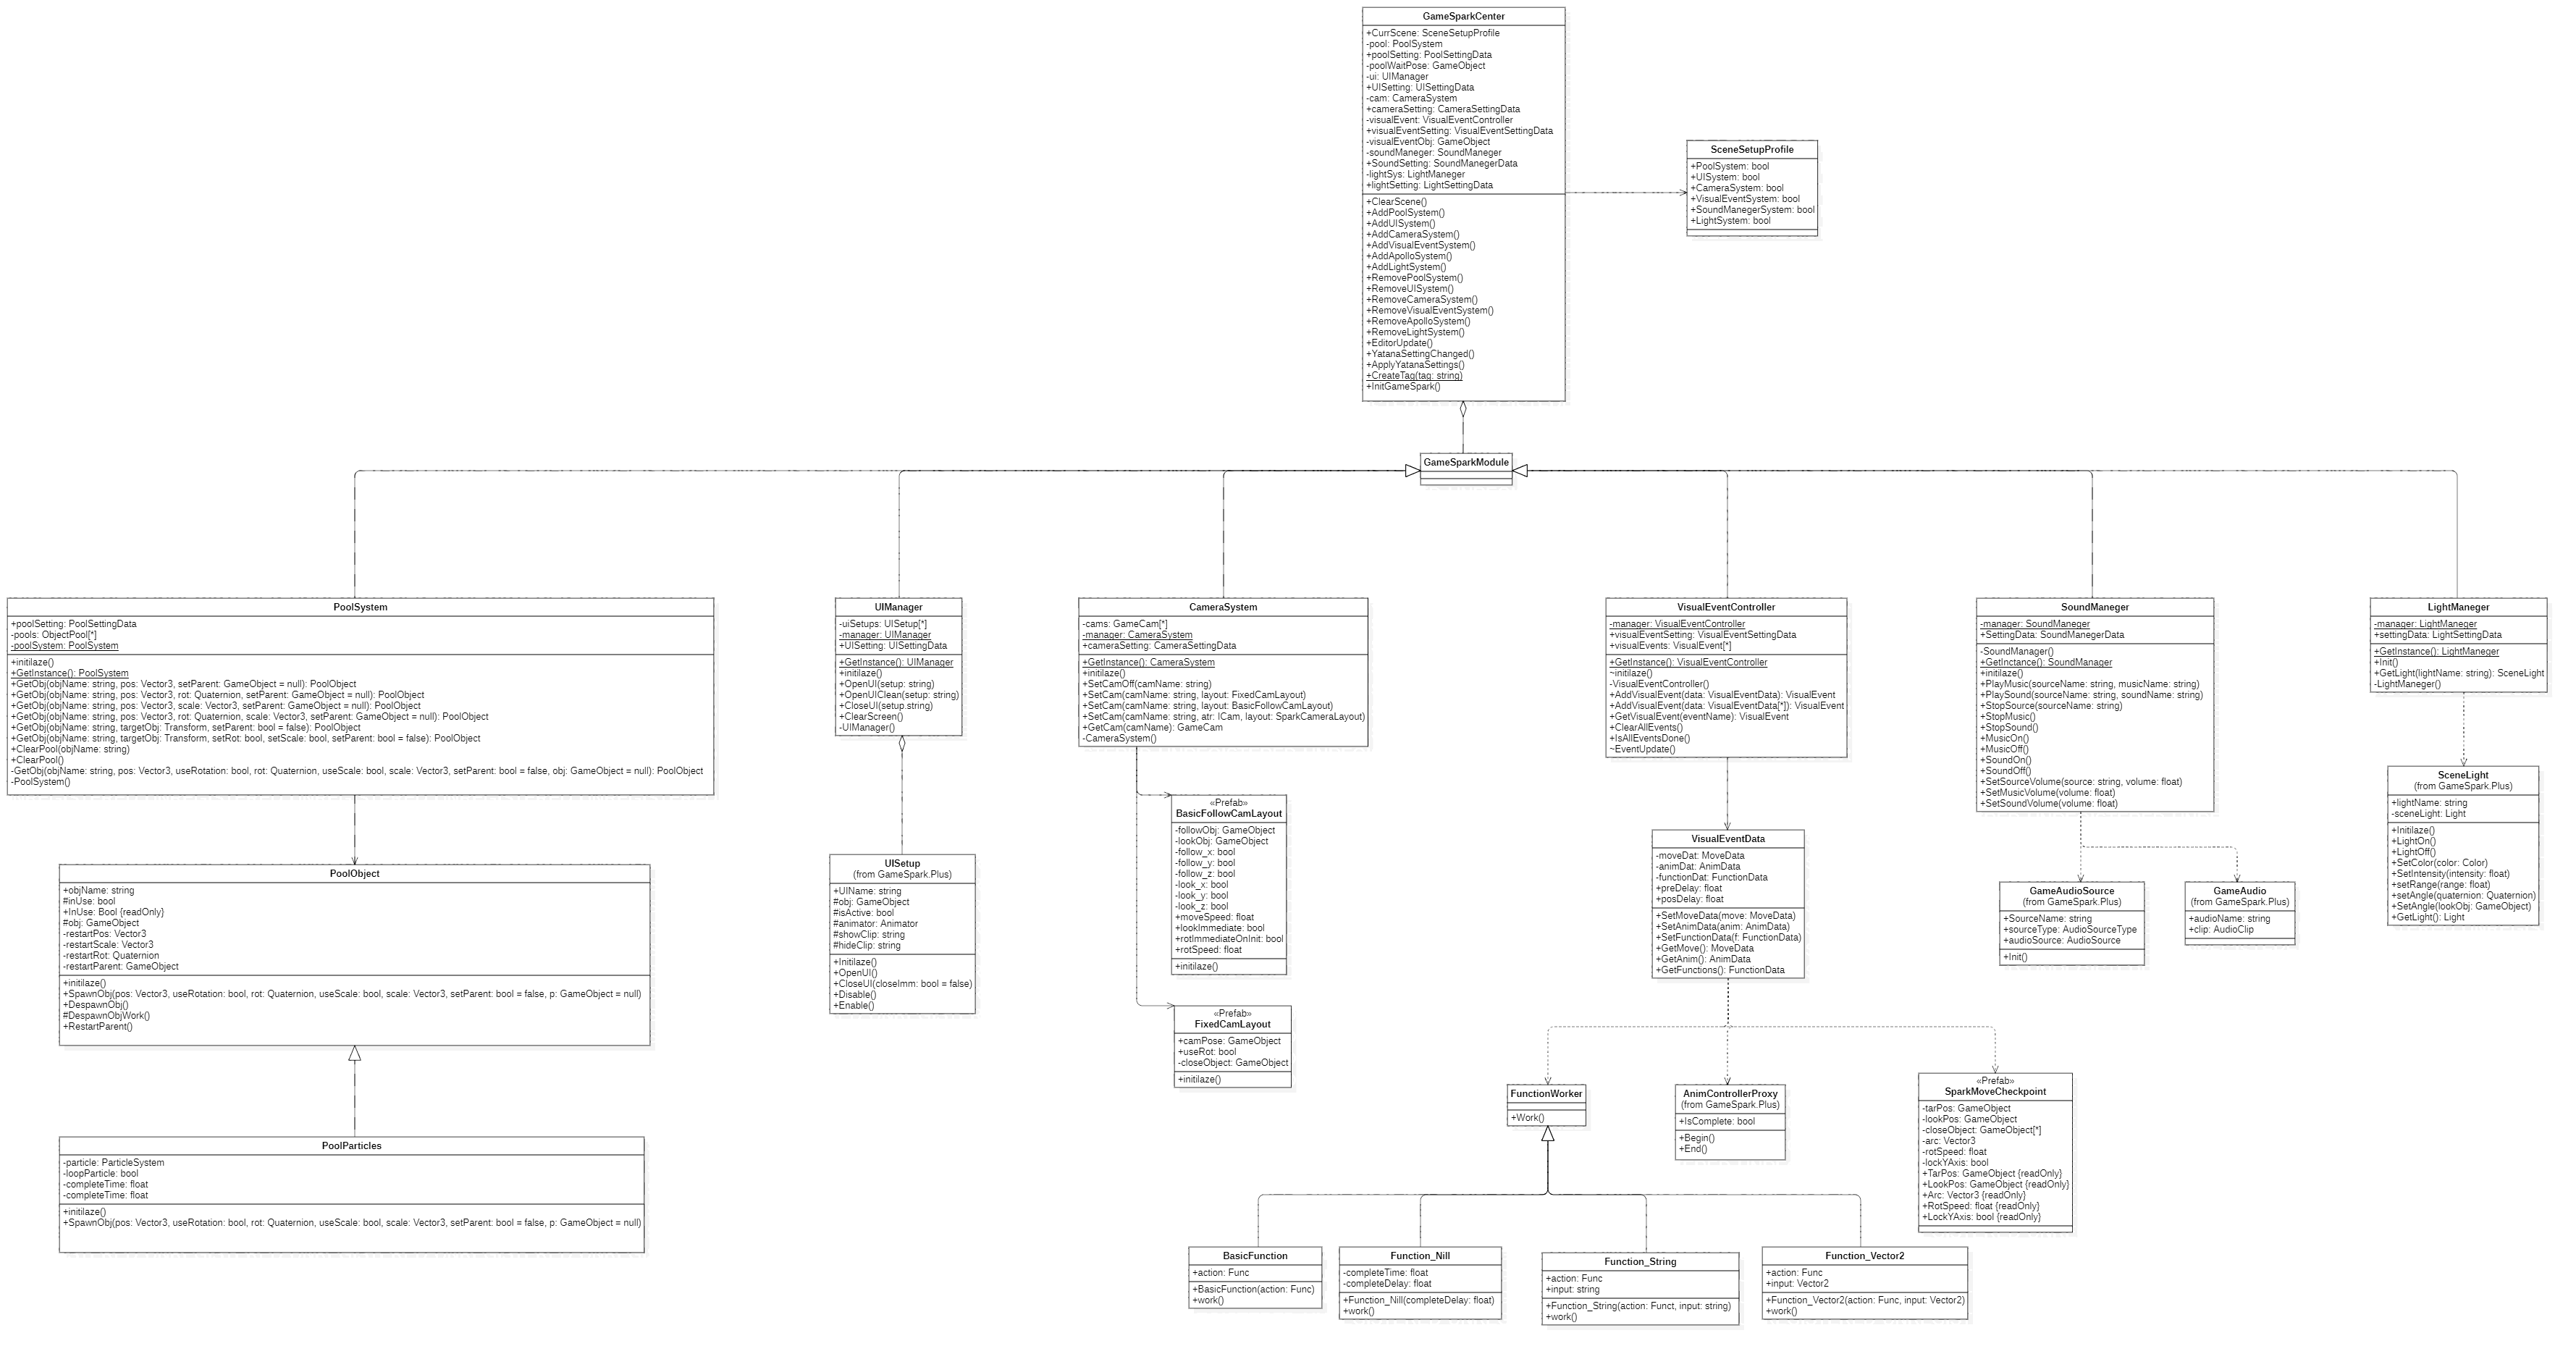 GameSparkCenter
+CurrScene: SceneSetupProfile
-pool: PoolSystem
+poolSetting: PoolSettingData
-poolWaitPose: GameObject
-ui: UIManager
+UISetting: UISettingData
-cam: CameraSystem
+cameraSetting: CameraSettingData
-visualEvent: VisualEventController
+visualEventSetting: VisualEventSettingData
-visualEventObj: GameObject
-soundManeger: SoundManeger
+SoundSetting: SoundManegerData
-lightSys: LightManeger
+lightSetting: LightSettingData
+ClearScene()
+AddPoolSystem()
+AddUISystem()
+AddCameraSystem()
+AddVisualEventSystem()
+AddApolloSystem()
+AddLightSystem()
+RemovePoolSystem()
+RemoveUISystem()
+RemoveCameraSystem()
+RemoveVisualEventSystem()
+RemoveApolloSystem()
+RemoveLightSystem()
+EditorUpdate()
+YatanaSettingChanged()
+ApplyYatanaSettings()
+CreateTag(tag: string)
+InitGameSpark()
SceneSetupProfile
+PoolSystem: bool
+UISystem: bool
+CameraSystem: bool
+VisualEventSystem: bool
+SoundManegerSystem: bool
+LightSystem: bool
GameSparkModule
PoolSystem
+poolSetting: PoolSettingData
-pools: ObjectPool[*]
-poolSystem: PoolSystem
+initilaze()
+GetInstance(): PoolSystem
+GetObj(objName: string, pos: Vector3, setParent: GameObject = null): PoolObject
+GetObj(objName: string, pos: Vector3, rot: Quaternion, setParent: GameObject = null): PoolObject
+GetObj(objName: string, pos: Vector3, scale: Vector3, setParent: GameObject = null): PoolObject
+GetObj(objName: string, pos: Vector3, rot: Quaternion, scale: Vector3, setParent: GameObject = null): PoolObject
+GetObj(objName: string, targetObj: Transform, setParent: bool = false): PoolObject
+GetObj(objName: string, targetObj: Transform, setRot: bool, setScale: bool, setParent: bool = false): PoolObject
+ClearPool(objName: string)
+ClearPool()
-GetObj(objName: string, pos: Vector3, useRotation: bool, rot: Quaternion, useScale: bool, scale: Vector3, setParent: bool = false, obj: GameObject = null): PoolObject
-PoolSystem()
UIManager
-uiSetups: UISetup[*]
-manager: UIManager
+UISetting: UISettingData
+GetInstance(): UIManager
+initilaze()
+OpenUI(setup: string)
+OpenUIClean(setup: string)
+CloseUI(setup.string)
+ClearScreen()
-UIManager()
CameraSystem
-cams: GameCam[*]
-manager: CameraSystem
+cameraSetting: CameraSettingData
+GetInstance(): CameraSystem
+initilaze()
+SetCamOff(camName: string)
+SetCam(camName: string, layout: FixedCamLayout)
+SetCam(camName: string, layout: BasicFollowCamLayout)
+SetCam(camName: string, atr: ICam, layout: SparkCameraLayout)
+GetCam(camName): GameCam
-CameraSystem()
VisualEventController
-manager: VisualEventController
+visualEventSetting: VisualEventSettingData
+visualEvents: VisualEvent[*]
+GetInstance(): VisualEventController
~initilaze()
-VisualEventController()
+AddVisualEvent(data: VisualEventData): VisualEvent
+AddVisualEvent(data: VisualEventData[*]): VisualEvent
+GetVisualEvent(eventName): VisualEvent
+ClearAllEvents()
+IsAllEventsDone()
~EventUpdate()
SoundManeger
-manager: SoundManeger
+SettingData: SoundManegerData
-SoundManager()
+GetInctance(): SoundManager
+initilaze()
+PlayMusic(sourceName: string, musicName: string)
+PlaySound(sourceName: string, soundName: string)
+StopSource(sourceName: string)
+StopMusic()
+StopSound()
+MusicOn()
+MusicOff()
+SoundOn()
+SoundOff()
+SetSourceVolume(source: string, volume: float)
+SetMusicVolume(volume: float)
+SetSoundVolume(volume: float)
LightManeger
-manager: LightManeger
+settingData: LightSettingData
+GetInstance(): LightManeger
+Init()
+GetLight(lightName: string): SceneLight
-LightManeger()
PoolObject
+objName: string
#inUse: bool
+InUse: Bool {readOnly}
#obj: GameObject
-restartPos: Vector3
-restartScale: Vector3
-restartRot: Quaternion
-restartParent: GameObject
+initilaze()
+SpawnObj(pos: Vector3, useRotation: bool, rot: Quaternion, useScale: bool, scale: Vector3, setParent: bool = false, p: GameObject = null)
+DespawnObj()
#DespawnObjWork()
+RestartParent()
UISetup
(from GameSpark.Plus)
+UIName: string
#obj: GameObject
#isActive: bool
#animator: Animator
#showClip: string
#hideClip: string
+Initilaze()
+OpenUI()
+CloseUI(closeImm: bool = false)
+Disable()
+Enable()
«Prefab»
BasicFollowCamLayout
-followObj: GameObject
-lookObj: GameObject
-follow_x: bool
-follow_y: bool
-follow_z: bool
-look_x: bool
-look_y: bool
-look_z: bool
+moveSpeed: float
+lookImmediate: bool
+rotImmediateOnInit: bool
+rotSpeed: float
+initilaze()
«Prefab»
FixedCamLayout
+camPose: GameObject
+useRot: bool
-closeObject: GameObject
+initilaze()
VisualEventData
-moveDat: MoveData
-animDat: AnimData
-functionDat: FunctionData
+preDelay: float
+posDelay: float
+SetMoveData(move: MoveData)
+SetAnimData(anim: AnimData)
+SetFunctionData(f: FunctionData)
+GetMove(): MoveData
+GetAnim(): AnimData
+GetFunctions(): FunctionData
GameAudioSource
(from GameSpark.Plus)
+SourceName: string
+sourceType: AudioSourceType
+audioSource: AudioSource
+Init()
GameAudio
(from GameSpark.Plus)
+audioName: string
+clip: AudioClip
SceneLight
(from GameSpark.Plus)
+lightName: string
-sceneLight: Light
+Initilaze()
+LightOn()
+LightOff()
+SetColor(color: Color)
+SetIntensity(intensity: float)
+setRange(range: float)
+setAngle(quaternion: Quaternion)
+SetAngle(lookObj: GameObject)
+GetLight(): Light
PoolParticles
-particle: ParticleSystem
-loopParticle: bool
-completeTime: float
-completeTime: float
+initilaze()
+SpawnObj(pos: Vector3, useRotation: bool, rot: Quaternion, useScale: bool, scale: Vector3, setParent: bool = false, p: GameObject = null)
FunctionWorker
+Work()
AnimControllerProxy
(from GameSpark.Plus)
+IsComplete: bool
+Begin()
+End()
«Prefab»
SparkMoveCheckpoint
-tarPos: GameObject
-lookPos: GameObject
-closeObject: GameObject[*]
-arc: Vector3
-rotSpeed: float
-lockYAxis: bool
+TarPos: GameObject {readOnly}
+LookPos: GameObject {readOnly}
+Arc: Vector3 {readOnly}
+RotSpeed: float {readOnly}
+LockYAxis: bool {readOnly}
BasicFunction
+action: Func
+BasicFunction(action: Func)
+work()
Function_Nill
-completeTime: float
-completeDelay: float
+Function_Nill(completeDelay: float)
+work()
Function_String
+action: Func
+input: string
+Function_String(action: Funct, input: string)
+work()
Function_Vector2
+action: Func
+input: Vector2
+Function_Vector2(action: Func, input: Vector2)
+work()